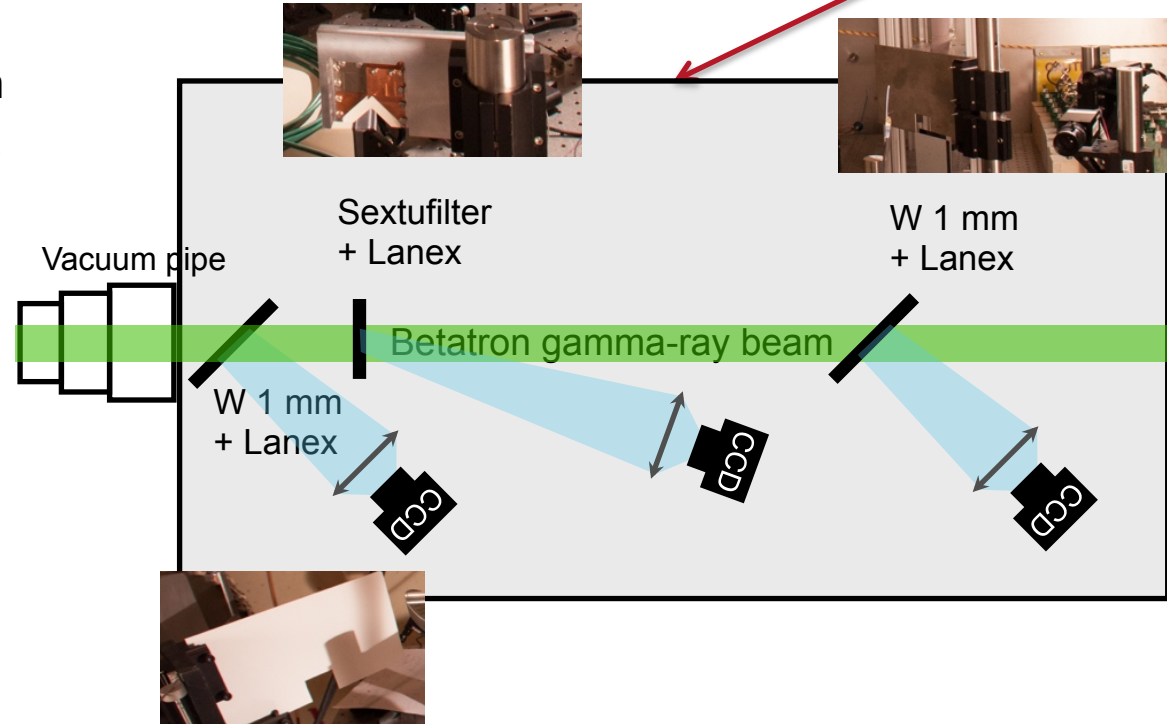 n
Sextufilter
+ Lanex
W 1 mm
+ Lanex
Vacuum pipe
Betatron gamma-ray beam
W 1 mm
+ Lanex
CCD
CCD
CCD